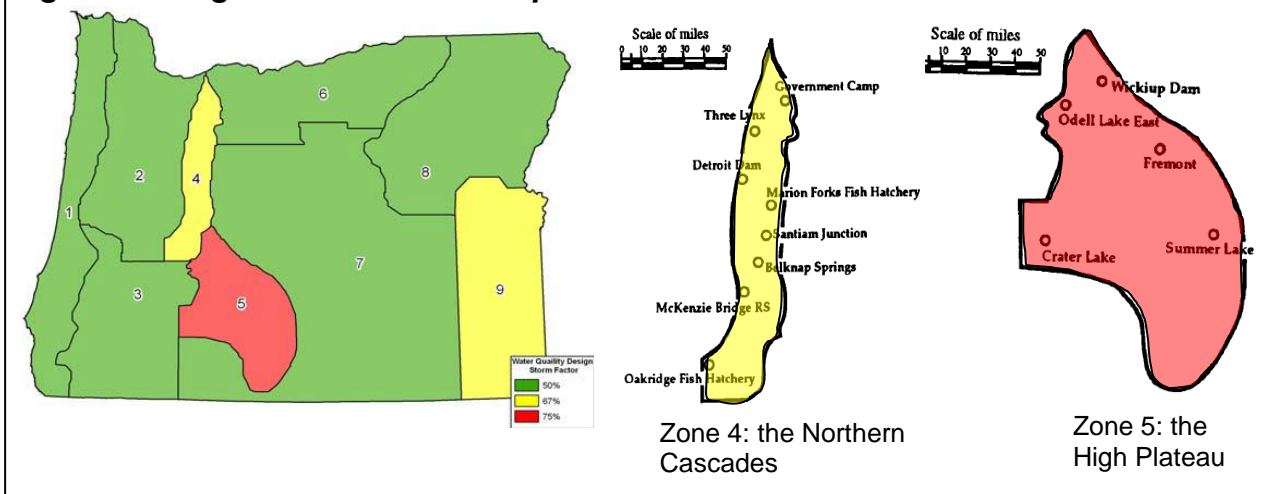 6
2
4
8
1
7
3
5
9
Water Quaility Design
Storm Factor
50%
67%
75%
Scale of miles
0 10 20 30 40 50
Government Camp
Three Lynx
Detroit Dam
Marion Forks Fish Hatchery
Santiam Junction
Belknap Springs
McKenzie Bridge RS
Oakridge Fish Hatchery
Zone 4: the Northern
Cascades
Scale of miles
10 20 30 50
Wickiup Dam
Odell Lake East
Fremont
Summer Lake
Crater Lake
Zone 5: the
High Plateau